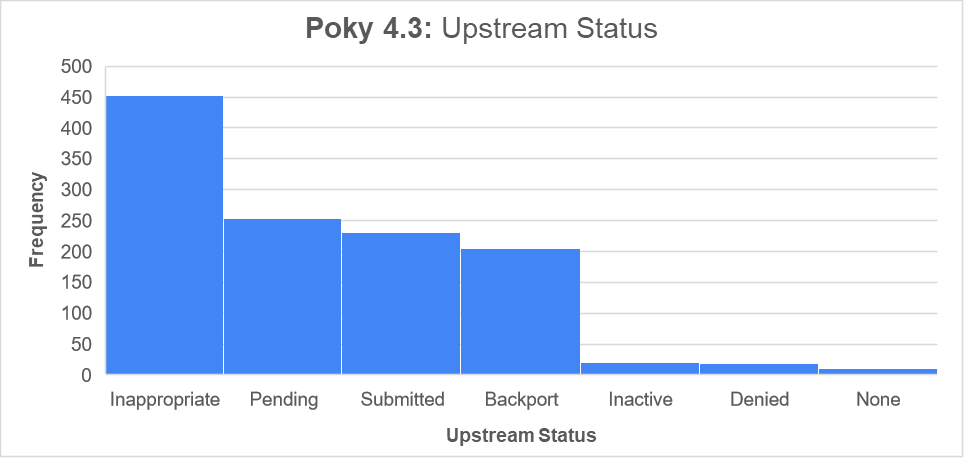 Poky 4.3: Upstream Status
500
450
400
350
300
250
200
150
100
50
0
Frequency
Inappropriate Pending Submitted Backport Inactive Denied None
Upstream Status